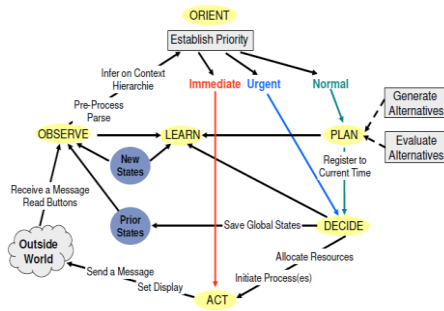 ORIENT
Establish Priority
Infer on Context
Hierarchie
Immediate Urgent Normal
Generate
Alternatives
Pre-Process
Parse
OBSERVE LEARN PLAN
Evaluate
Alternatives
New
States
Register to
Current Time
Receive a Message
Read Buttons
Prior
States
Save Global States
DECIDE
Outside
World
Allocate Resources
Send a Message
Initiate Process(es)
Set Display
ACT